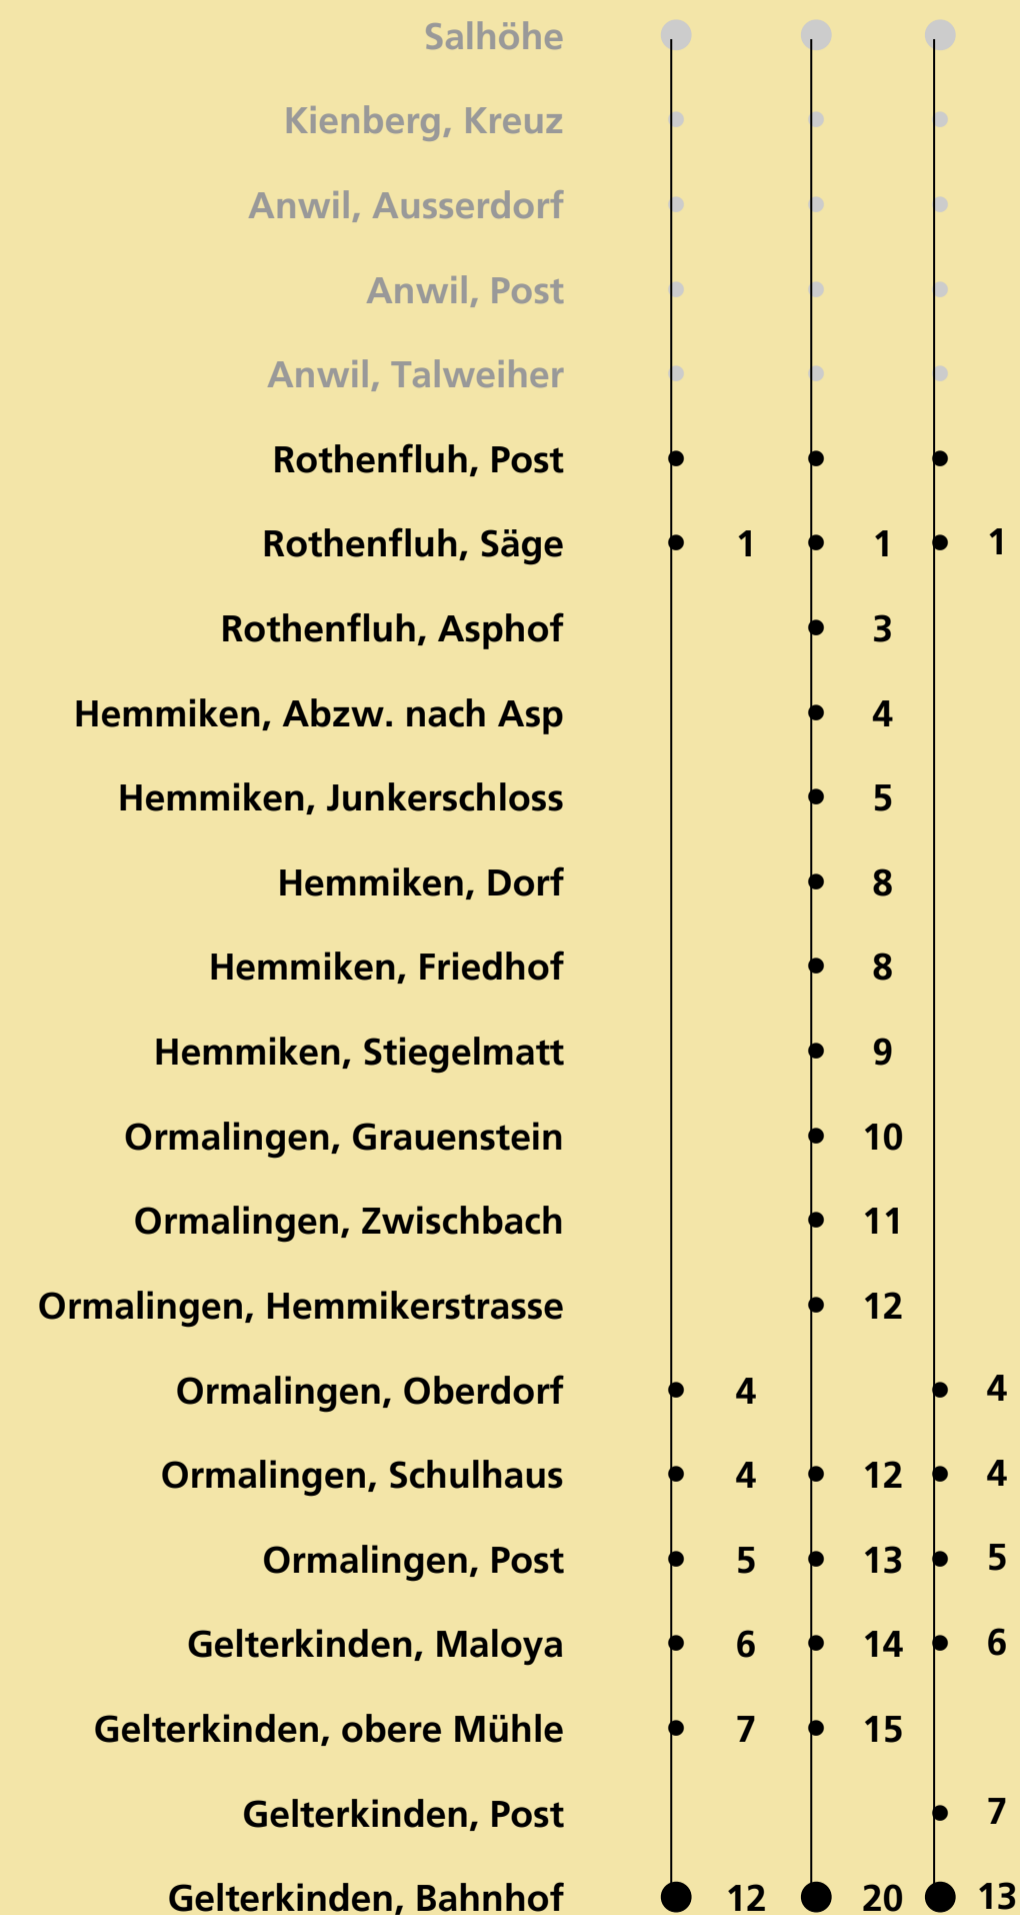 Salhöhe
Kienberg, Kreuz
Anwil, Ausserdorf
Anwil, Post
Anwil, Talweiher
Rothenfluh, Post
Rothenfluh, Säge 1 1 1
Rothenfluh, Asphof 3
Hemmiken, Abzw. nach Asp 4
Hemmiken, Junkerschloss 5
Hemmiken, Dorf 8
Hemmiken, Friedhof 8
Hemmiken, Stiegelmatt 9
Ormalingen, Grauenstein 10
Ormalingen, Zwischbach 11
Ormalingen, Hemmikerstrasse 12
Ormalingen, Oberdorf 4 4
Ormalingen, Schulhaus 4 12 4
Ormalingen, Post 5 13 5
Gelterkinden, Maloya 6 14 6
Gelterkinden, obere Mühle 7 15
Gelterkinden, Post 7
Gelterkinden, Bahnhof 12 20 13